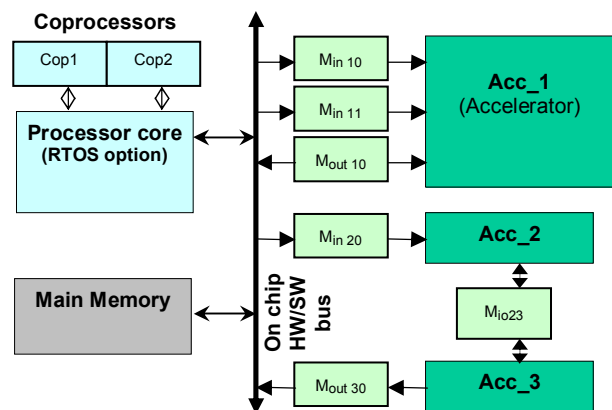 Coprocessors
Cop1
Cop2
Processor core
(RTOS option)
Main Memory
On chip
HW/SW
bus
Min 10
Min 11
Mout 10
Acc_1
(Accelerator)
Min 20
Acc_2
Mio23
Mout 30
Acc_3